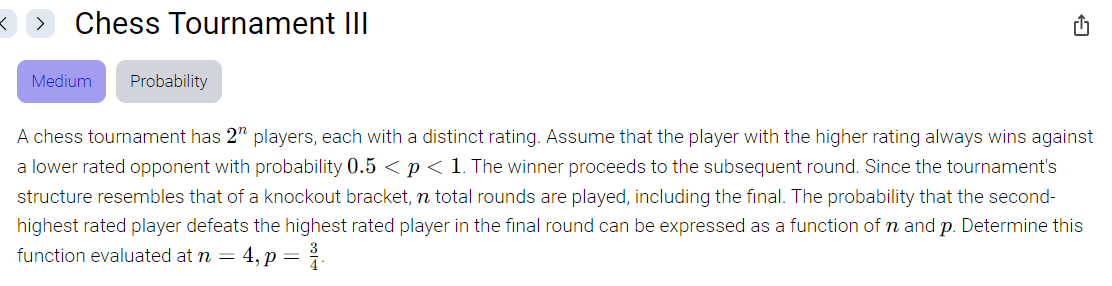 Chess Tournament III
Medium Probability
A chess tournament has 2ⁿ players, each with a distinct rating. Assume that the player with the higher rating always wins against
a lower rated opponent with probability 0.5 < p < 1. The winner proceeds to the subsequent round. Since the tournament's
structure resembles that of a knockout bracket, n total rounds are played, including the final. The probability that the second-
highest rated player defeats the highest rated player in the final round can be expressed as a function of n and p. Determine this
function evaluated at n = 4, p = 3/4.